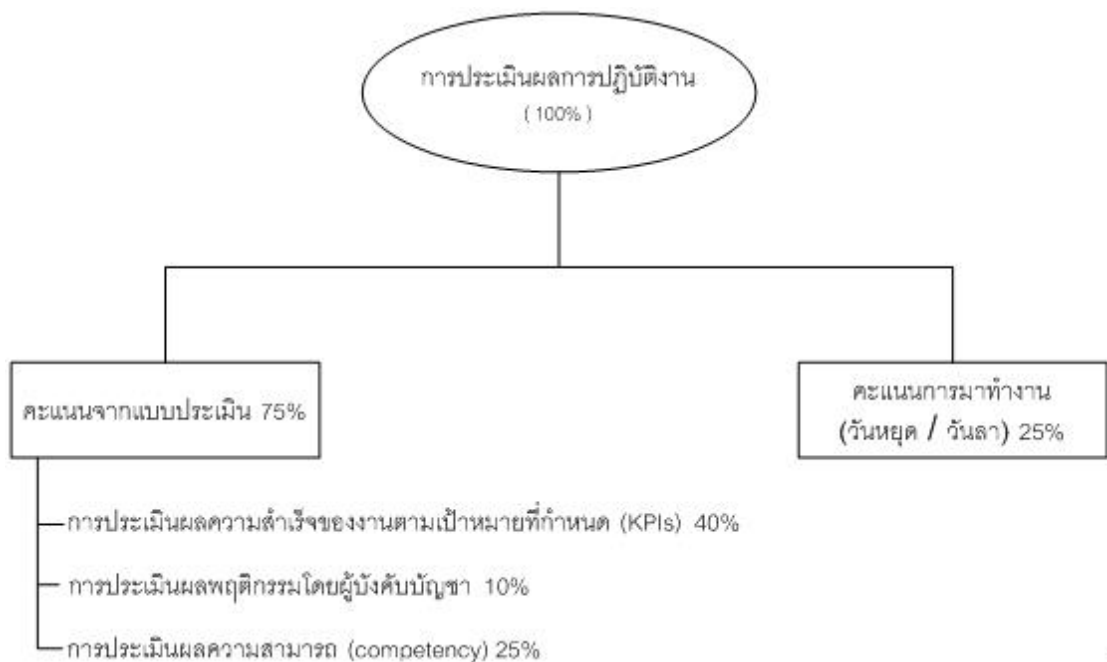 การประเมินผลการปฏิบัติงาน
( 100% )
คะแนนจากแบบประเมิน 75%
คะแนนการมาทำงาน
(วันหยุด / วันลา) 25%
การประเมินผลความสำเร็จของงานตามเป้าหมายที่กำหนด (KPIs) 40%
การประเมินผลพฤติกรรมโดยผู้บังคับบัญชา 10%
การประเมินผลความสามารถ (competency) 25%